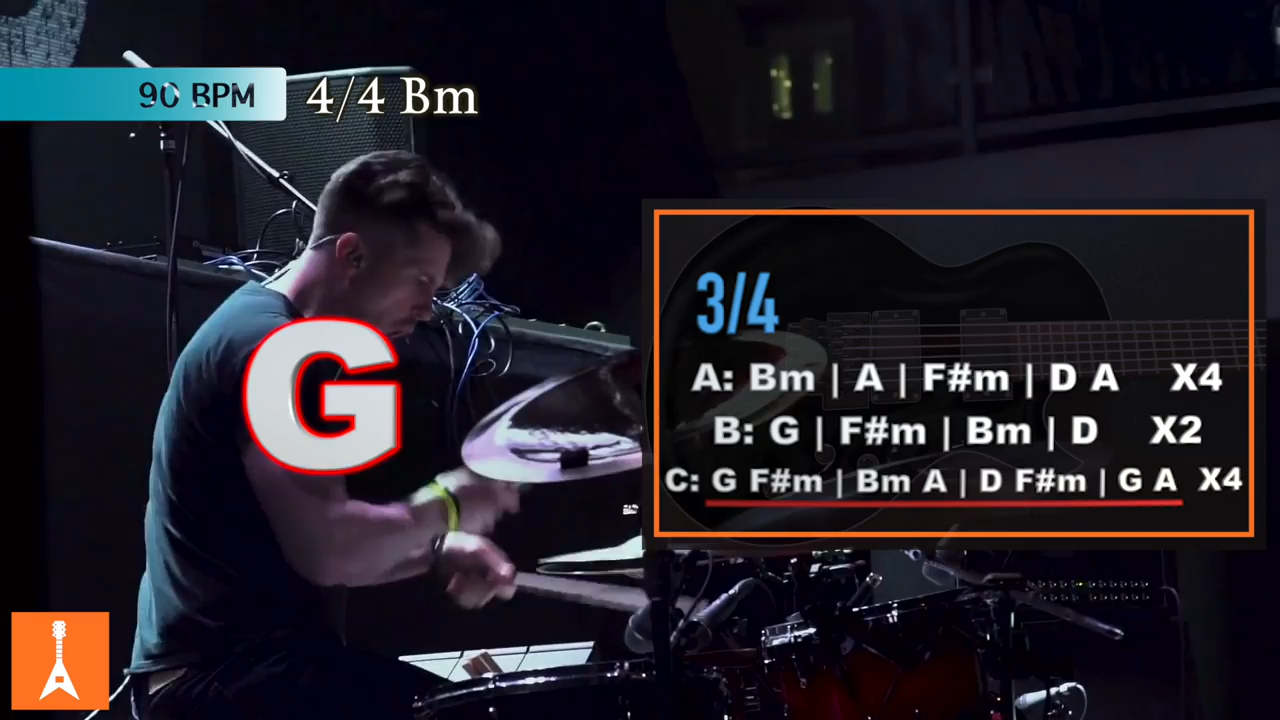 90 BPM 4/4 Bm
3/4
A: Bm | A | F#m | D A X4
G
B: G | F#m | Bm | D X2
C: G F#m | Bm A | D F#m | G A X4